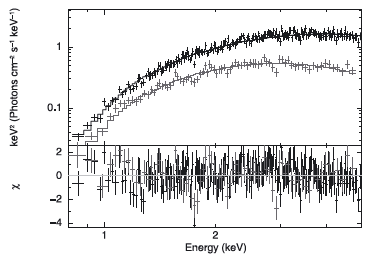 keV² (Photons cm⁻² s⁻¹ keV⁻¹)
1
0.1
χ
2
0
−2
−4
1
2
Energy (keV)